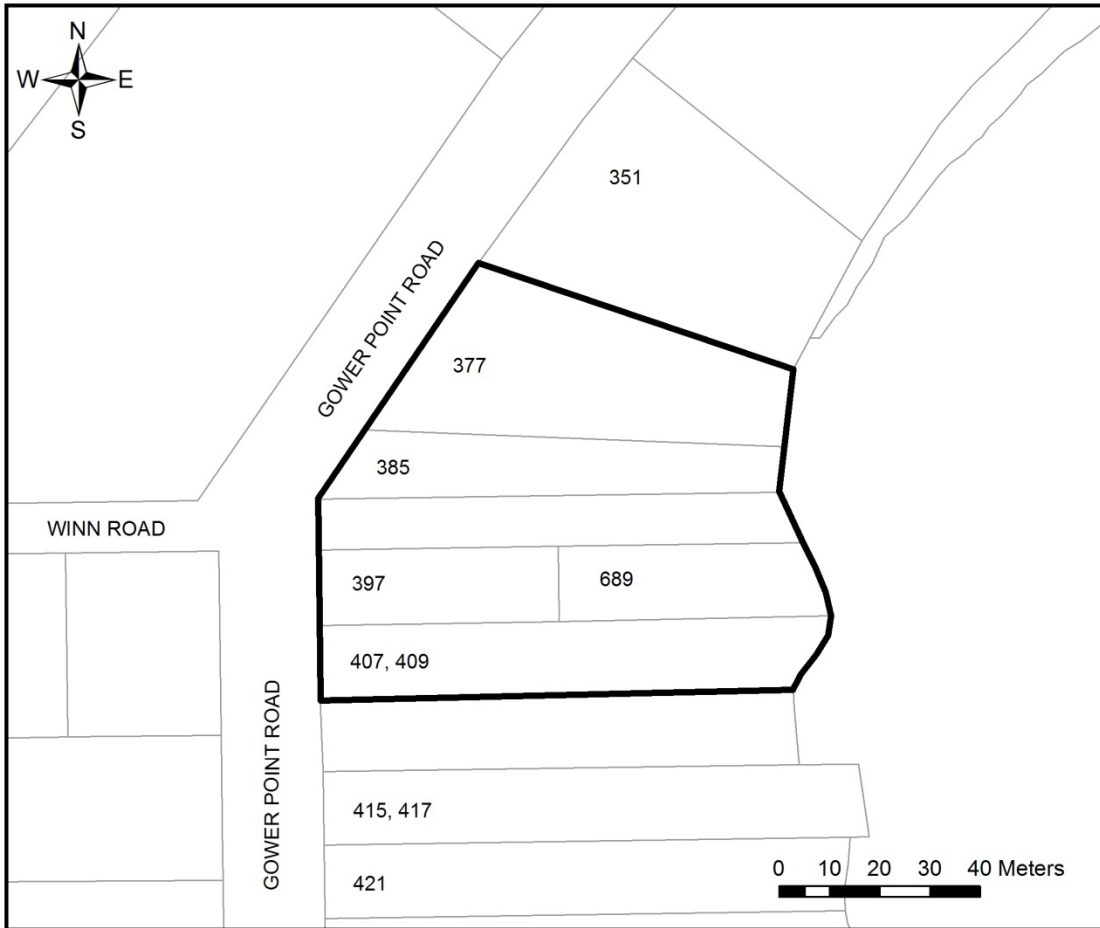 N
W E
S
351
GOWER POINT ROAD
377
385
WINN ROAD
397
689
407, 409
GOWER POINT ROAD
415, 417
421
0 10 20 30 40 Meters